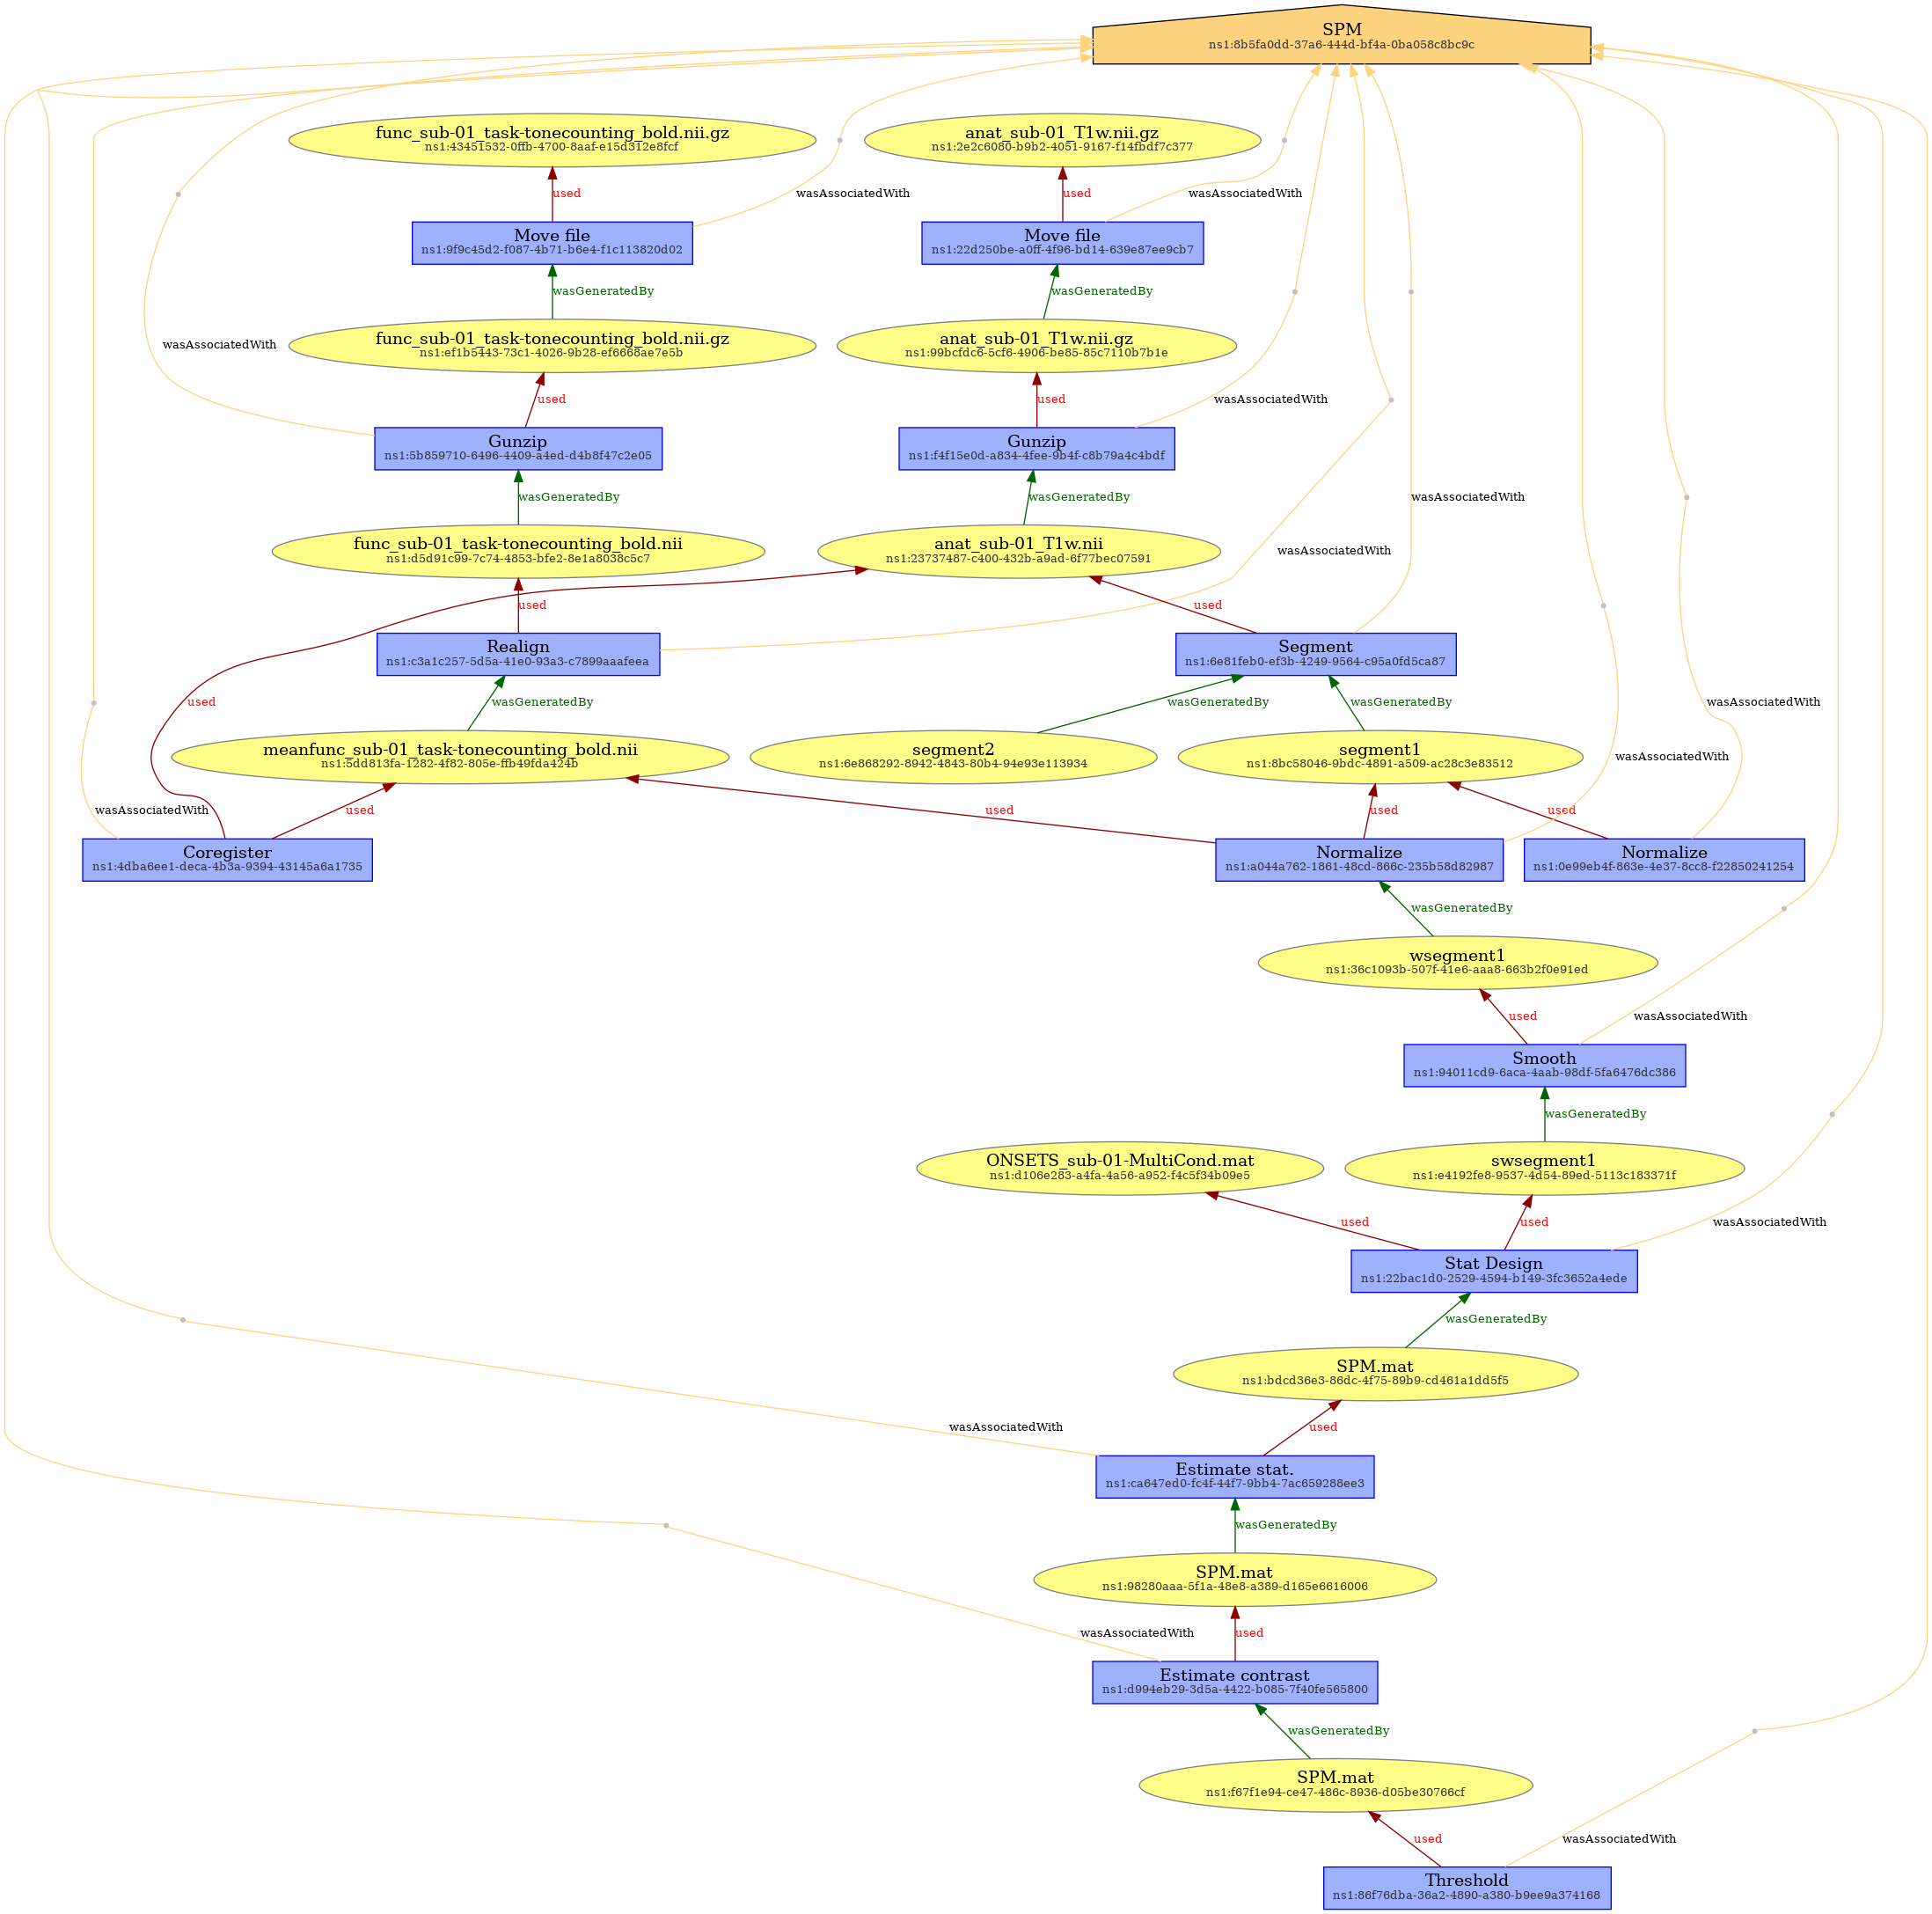 SPM
ns1:8b5fa0dd-37a6-444d-bf4a-0ba058c8bc9c
func_sub-01_task-tonecounting_bold.nii.gz
ns1:43451532-0ffb-4700-8aaf-e15d312e8fcf
anat_sub-01_T1w.nii.gz
ns1:2e2c6080-b9b2-4051-9167-f14fbdf7c377
used
wasAssociatedWith
used
wasAssociatedWith
Move file
ns1:9f9c45d2-f087-4b71-b6e4-f1c113820d02
Move file
ns1:22d250be-a0ff-4f96-bd14-639e87ee9cb7
wasGeneratedBy
wasGeneratedBy
wasAssociatedWith
func_sub-01_task-tonecounting_bold.nii.gz
ns1:ef1b5443-73c1-4026-9b28-ef6668ae7e5b
anat_sub-01_T1w.nii.gz
ns1:99bcfdc6-5cf6-4906-be85-85c7110b7b1e
used
used
wasAssociatedWith
Gunzip
ns1:5b859710-6496-4409-a4ed-d4b8f47c2e05
Gunzip
ns1:f4f15e0d-a834-4fee-9b4f-c8b79a4c4bdf
wasGeneratedBy
wasGeneratedBy
wasAssociatedWith
func_sub-01_task-tonecounting_bold.nii
ns1:d5d91c99-7c74-4853-bfe2-8e1a8038c5c7
anat_sub-01_T1w.nii
ns1:23737487-c400-432b-a9ad-6f77bec07591
wasAssociatedWith
used
used
Realign
ns1:c3a1c257-5d5a-41e0-93a3-c7899aaafeea
Segment
ns1:6e81feb0-ef3b-4249-9564-c95a0fd5ca87
used
wasGeneratedBy
wasGeneratedBy
wasGeneratedBy
wasAssociatedWith
meanfunc_sub-01_task-tonecounting_bold.nii
ns1:5dd813fa-1282-4f82-805e-ffb49fda424b
segment2
ns1:6e868292-8942-4843-80b4-94e93e113934
segment1
ns1:8bc58046-9bdc-4891-a509-ac28c3e83512
wasAssociatedWith
wasAssociatedWith
used
used
used
used
Coregister
ns1:4dba6ee1-deca-4b3a-9394-43145a6a1735
Normalize
ns1:a044a762-1861-48cd-866c-235b58d82987
Normalize
ns1:0e99eb4f-863e-4e37-8cc8-f22850241254
wasGeneratedBy
wsegment1
ns1:36c1093b-507f-41e6-aaa8-663b2f0e91ed
used
wasAssociatedWith
Smooth
ns1:94011cd9-6aca-4aab-98df-5fa6476dc386
wasGeneratedBy
ONSETS_sub-01-MultiCond.mat
ns1:d106e283-a4fa-4a56-a952-f4c5f34b09e5
swsegment1
ns1:e4192fe8-9537-4d54-89ed-5113c183371f
used
used
wasAssociatedWith
Stat Design
ns1:22bac1d0-2529-4594-b149-3fc3652a4ede
wasGeneratedBy
SPM.mat
ns1:bdcd36e3-86dc-4f75-89b9-cd461a1dd5f5
wasAssociatedWith
used
Estimate stat.
ns1:ca647ed0-fc4f-44f7-9bb4-7ac659288ee3
wasGeneratedBy
SPM.mat
ns1:98280aaa-5f1a-48e8-a389-d165e6616006
wasAssociatedWith
used
Estimate contrast
ns1:d994eb29-3d5a-4422-b085-7f40fe565800
wasGeneratedBy
SPM.mat
ns1:f67f1e94-ce47-486c-8936-d05be30766cf
used
wasAssociatedWith
Threshold
ns1:86f76dba-36a2-4890-a380-b9ee9a374168